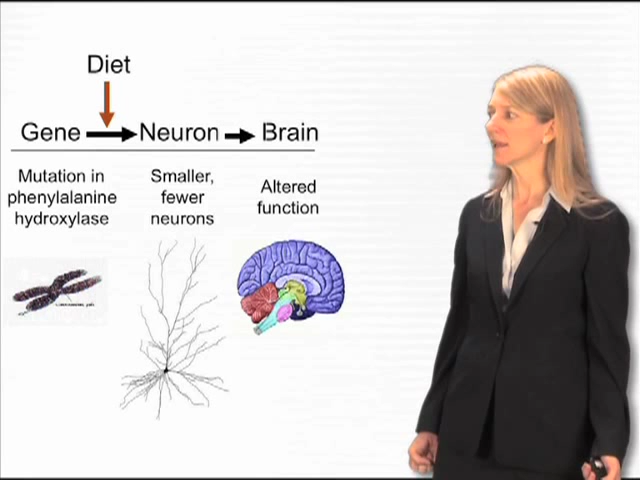 Diet
Gene
Neuron
Brain
Mutation in
phenylalanine
hydroxylase
Smaller,
fewer
neurons
Altered
function